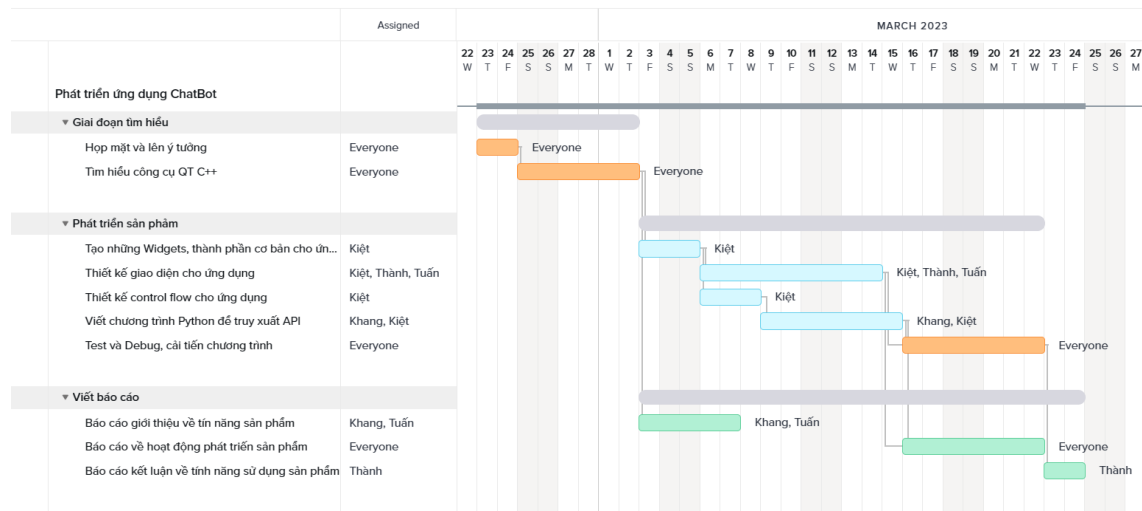 Assigned
MARCH 2023
22 23 24 25 26 27 28 1 2 3 4 5 6 7 8 9 10 11 12 13 14 15 16 17 18 19 20 21 22 23 24 25 26 27
W T F S S M T W T F S S M T W T F S S M T W T F S S M T W T F S S M
Phát triển ứng dụng ChatBot
Giai đoạn tìm hiểu
Họp mặt và lên ý tưởng Everyone Everyone
Tìm hiểu công cụ QT C++ Everyone Everyone
Phát triển sản phảm
Tạo những Widgets, thành phần cơ bản cho ứn... Kiệt Kiệt
Thiết kế giao diện cho ứng dụng Kiệt, Thành, Tuấn Kiệt, Thành, Tuấn
Thiết kế control flow cho ứng dụng Kiệt Kiệt
Viết chương trình Python để truy xuất API Khang, Kiệt Khang, Kiệt
Test và Debug, cải tiến chương trình Everyone Everyone
Viết báo cáo
Báo cáo giới thiệu về tín năng sản phẩm Khang, Tuấn Khang, Tuấn
Báo cáo về hoạt động phát triển sản phẩm Everyone Everyone
Báo cáo kết luận về tính năng sử dụng sản phẩm Thành Thành